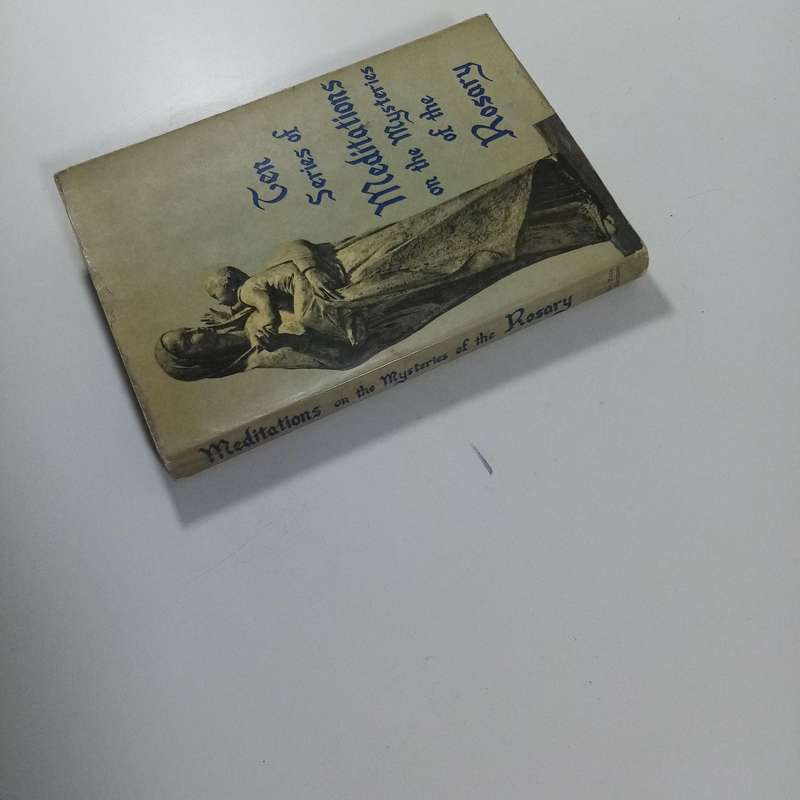 Ten
Series of
Meditations
on the Mysteries
of the
Rosary
Meditations on the Mysteries of the Rosary